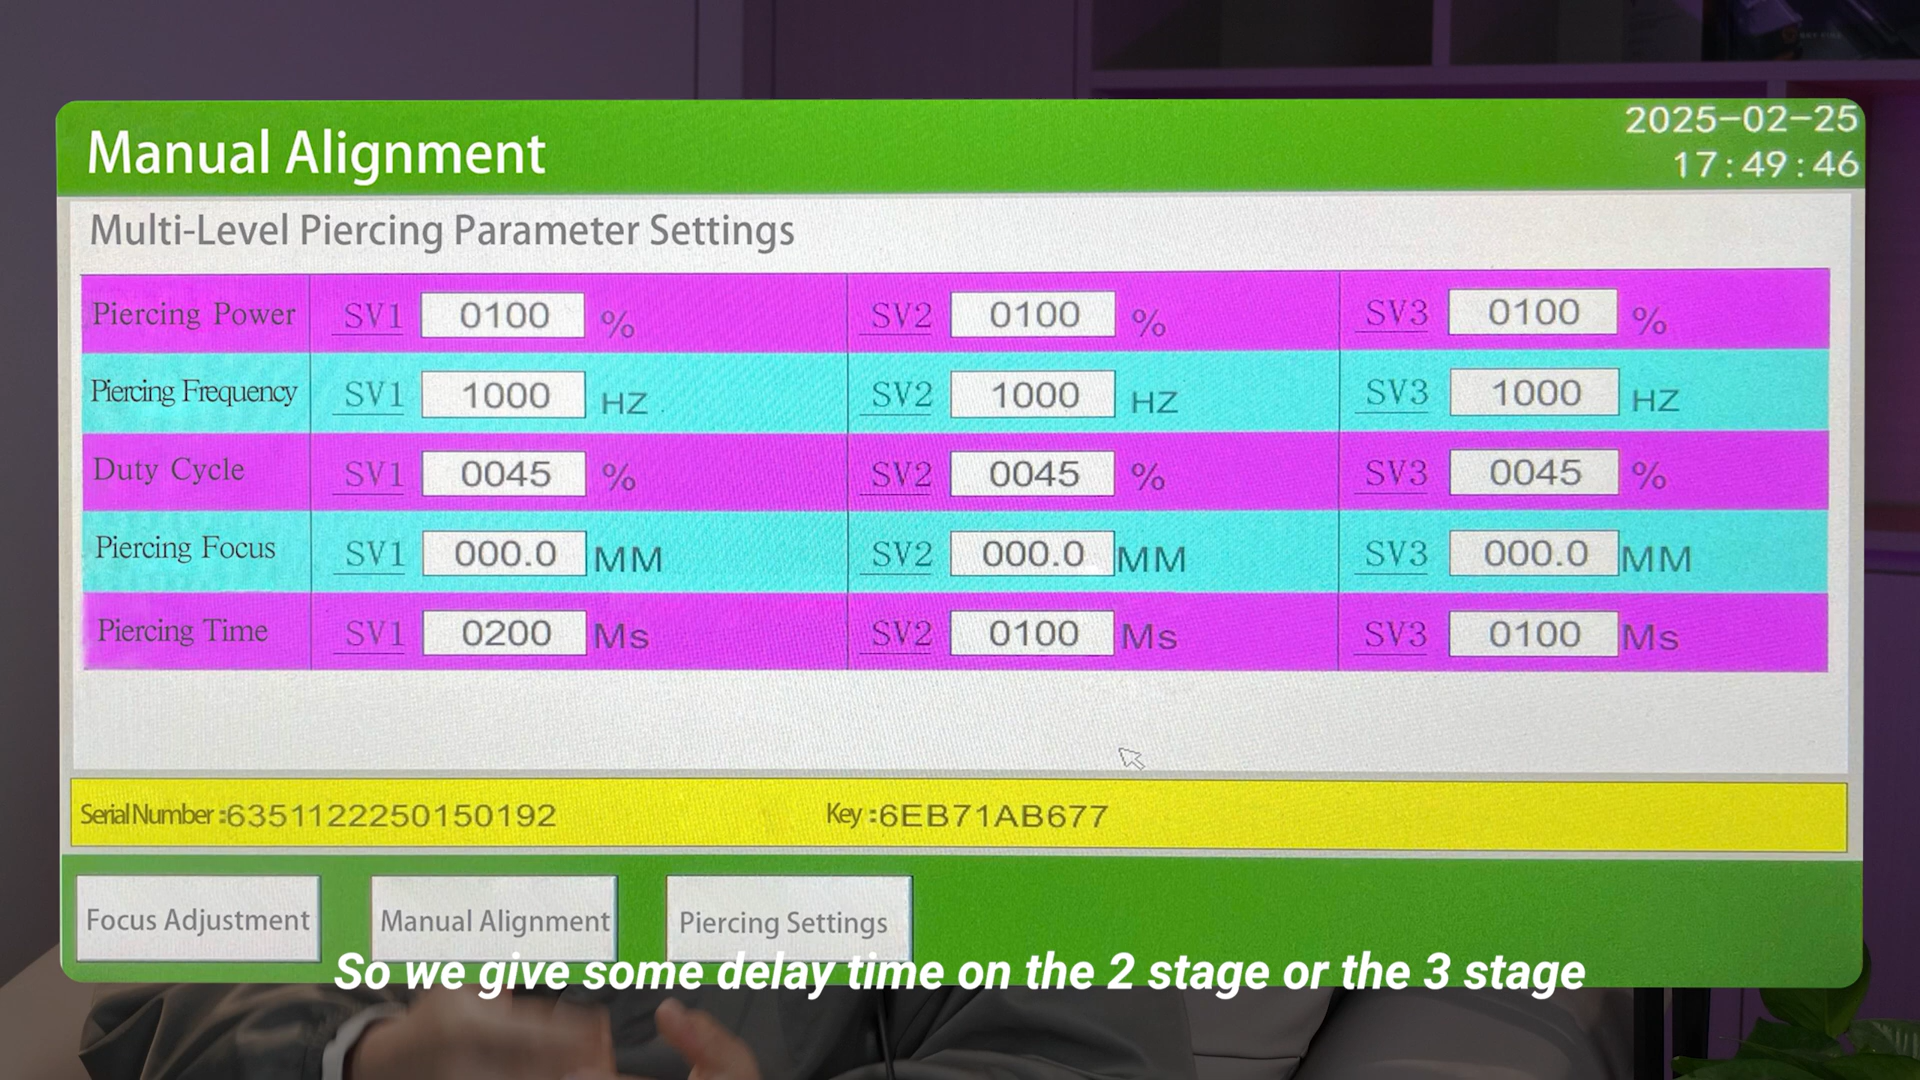 2025-02-25
Manual Alignment
17:49:46
Multi-Level Piercing Parameter Settings
Piercing Power SV1 0100 % SV2 0100 % SV3 0100 %
Piercing Frequency SV1 1000 HZ SV2 1000 HZ SV3 1000 HZ
Duty Cycle SV1 0045 % SV2 0045 % SV3 0045 %
Piercing Focus SV1 000.0 MM SV2 000.0 MM SV3 000.0 MM
Piercing Time SV1 0200 Ms SV2 0100 Ms SV3 0100 Ms
Serial Number:6351122250150192 Key:6EB71AB677
Focus Adjustment Manual Alignment Piercing Settings
So we give some delay time on the 2 stage or the 3 stage